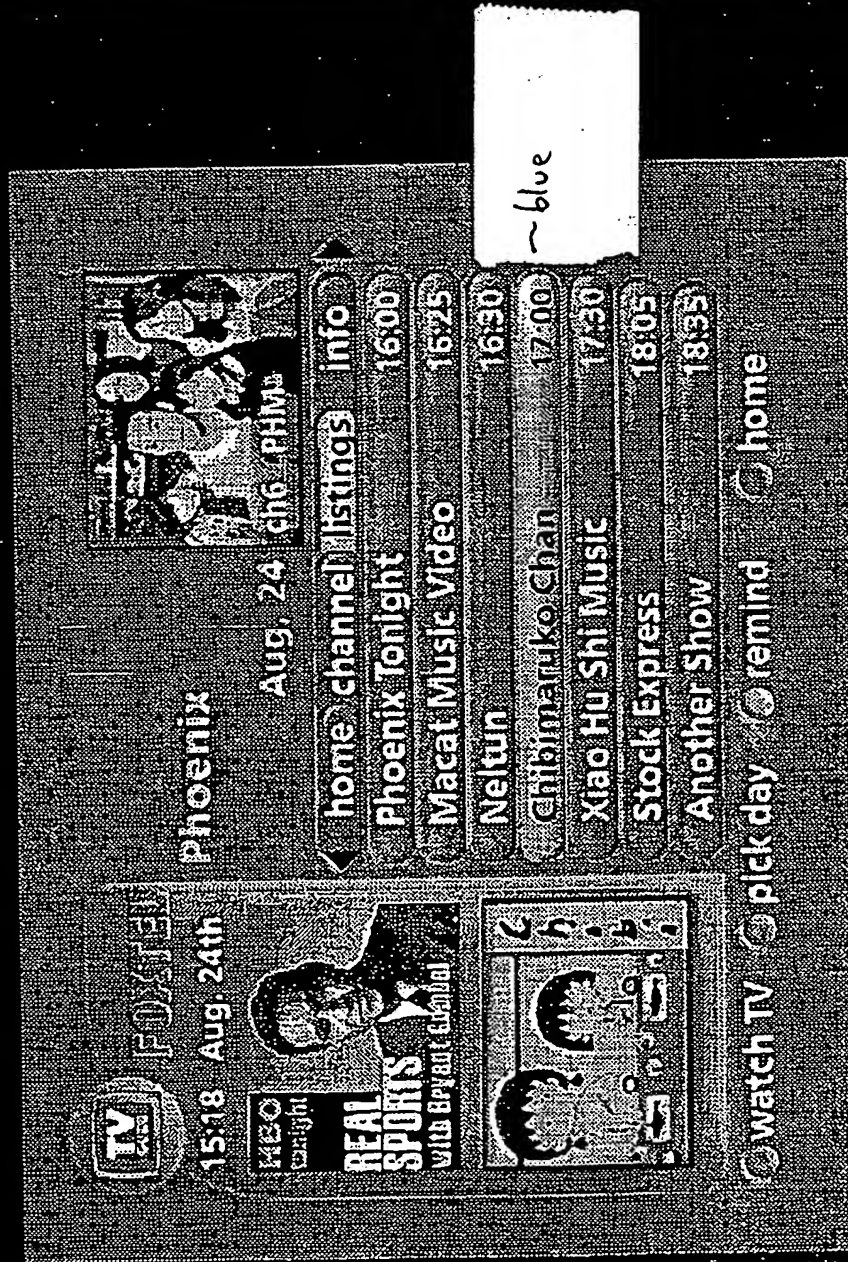 TV
FOXTEL
15:18 Aug. 24th
HBO
tonight
REAL
SPORTS
with Bryant Gumbel
Phoenix
Aug, 24 ch6 PHMu
home channel listings info
Phoenix Tonight 16:00
Macat Music Video 16:25
Neltun 16:30
Chibimaruko Chan 17:00
Xiao Hu Shi Music 17:30
Stock Express 18:05
Another Show 18:35
watch TV pick day remind home
~ blue